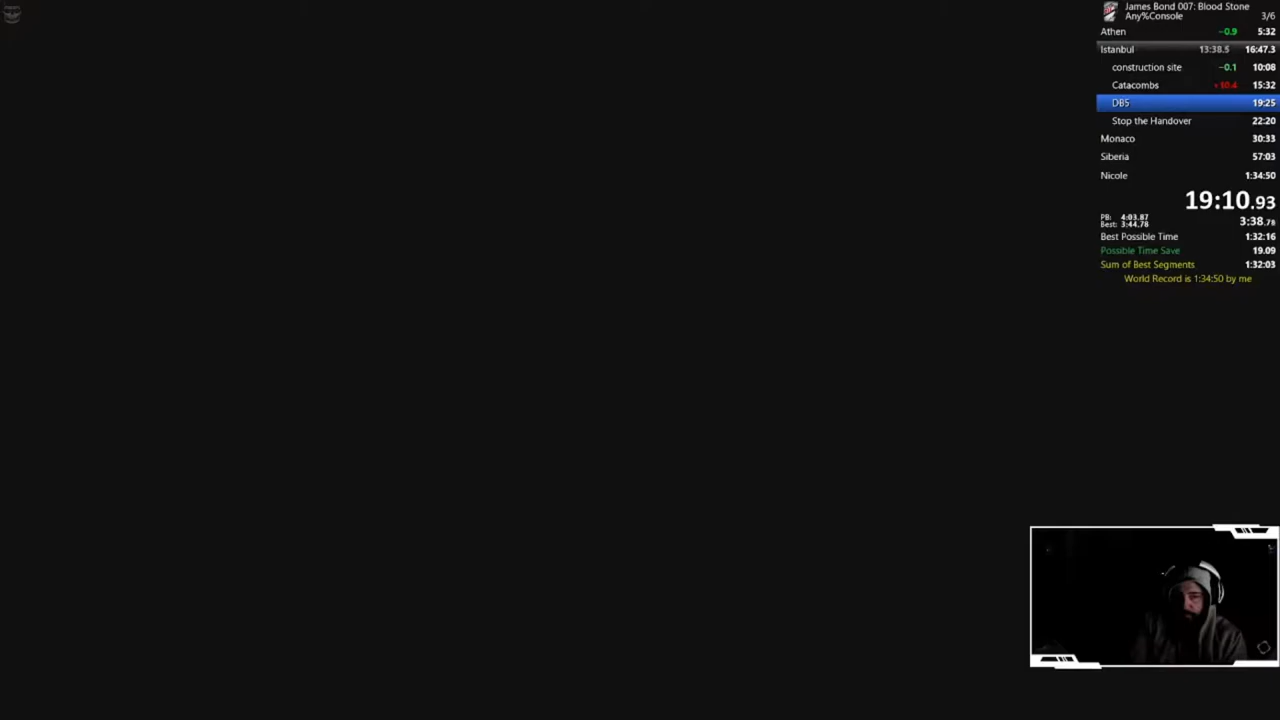 James Bond 007: Blood Stone
Any%Console 3/6
Athen −0.9 5:32
Istanbul 13:38.5 16:47.3
construction site −0.1 10:08
Catacombs 15:32
DB5 19:25
Stop the Handover 22:20
Monaco 30:33
Siberia 57:03
Nicole 1:34:50
19:10.93
PB: 4:03.87
Best: 3:44.78 3:38.78
Best Possible Time 1:32:16
Possible Time Save 19.09
Sum of Best Segments 1:32:03
World Record is 1:34:50 by me